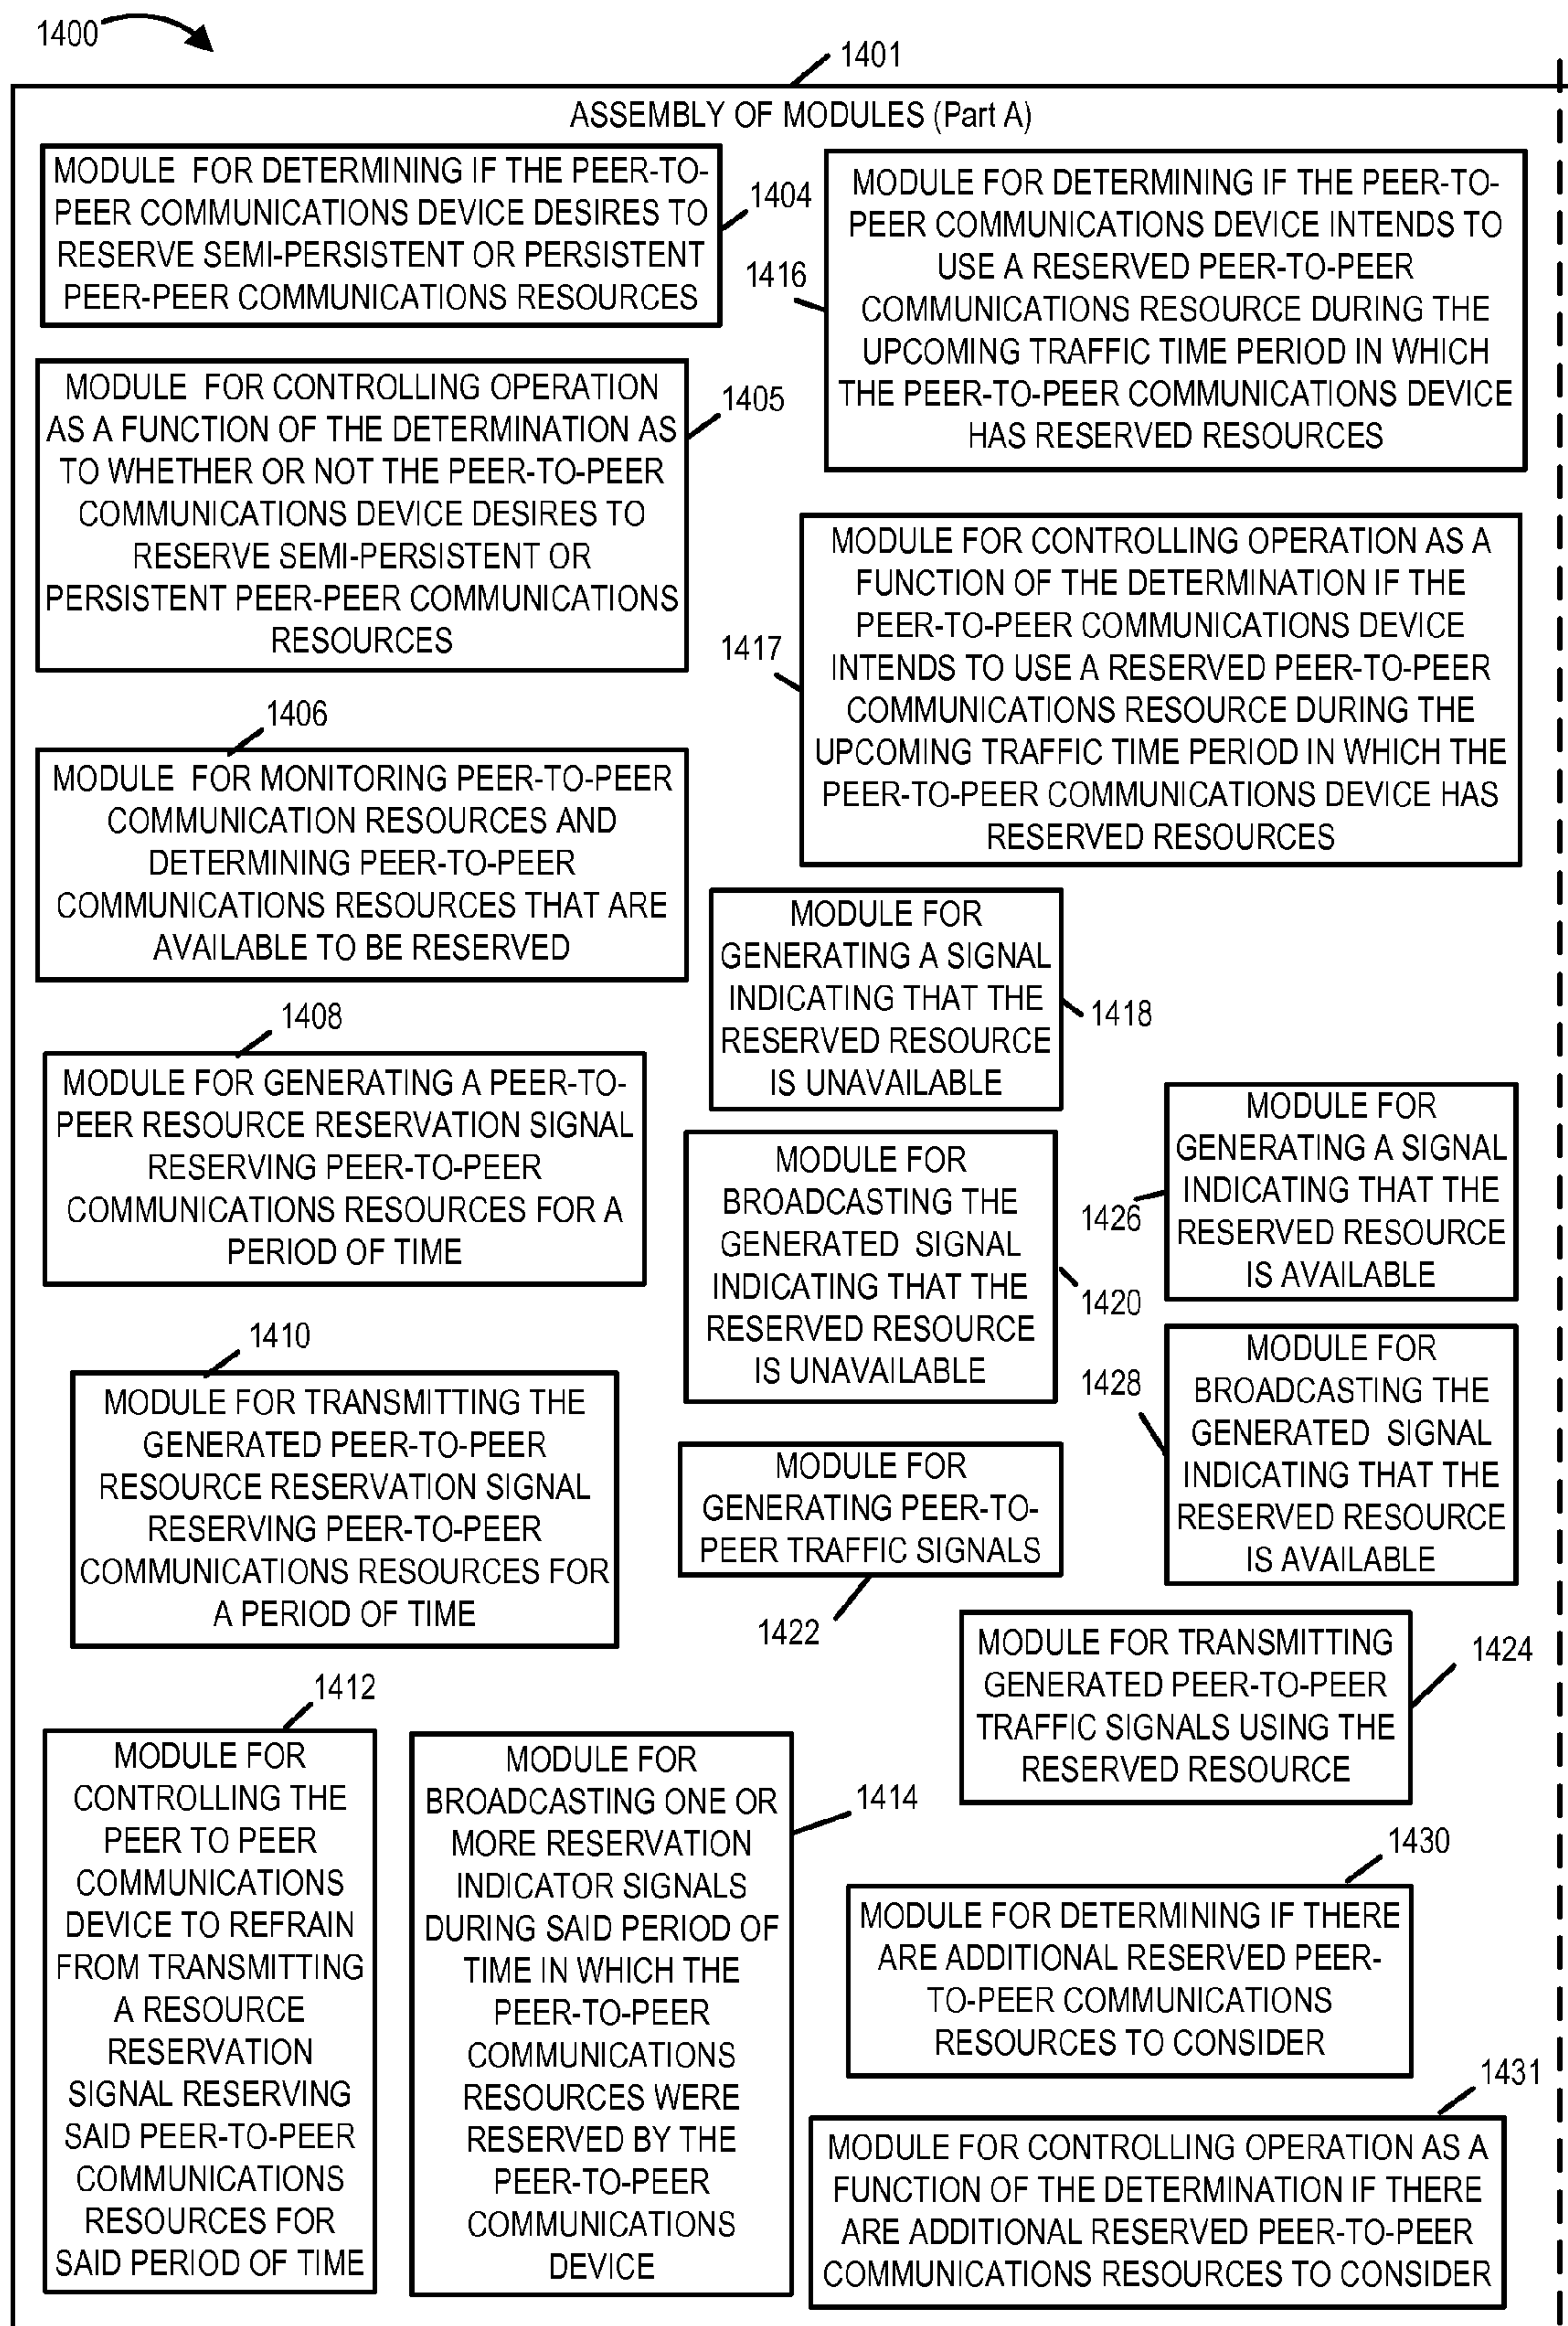 1400
1401
ASSEMBLY OF MODULES (Part A)
MODULE FOR DETERMINING IF THE PEER-TO-
PEER COMMUNICATIONS DEVICE DESIRES TO
RESERVE SEMI-PERSISTENT OR PERSISTENT
PEER-PEER COMMUNICATIONS RESOURCES
1404
MODULE FOR CONTROLLING OPERATION
AS A FUNCTION OF THE DETERMINATION AS
TO WHETHER OR NOT THE PEER-TO-PEER
COMMUNICATIONS DEVICE DESIRES TO
RESERVE SEMI-PERSISTENT OR
PERSISTENT PEER-PEER COMMUNICATIONS
RESOURCES
1405
1406
MODULE FOR MONITORING PEER-TO-PEER
COMMUNICATION RESOURCES AND
DETERMINING PEER-TO-PEER
COMMUNICATIONS RESOURCES THAT ARE
AVAILABLE TO BE RESERVED
1408
MODULE FOR GENERATING A PEER-TO-
PEER RESOURCE RESERVATION SIGNAL
RESERVING PEER-TO-PEER
COMMUNICATIONS RESOURCES FOR A
PERIOD OF TIME
1410
MODULE FOR TRANSMITTING THE
GENERATED PEER-TO-PEER
RESOURCE RESERVATION SIGNAL
RESERVING PEER-TO-PEER
COMMUNICATIONS RESOURCES FOR
A PERIOD OF TIME
1412
MODULE FOR
CONTROLLING THE
PEER TO PEER
COMMUNICATIONS
DEVICE TO REFRAIN
FROM TRANSMITTING
A RESOURCE
RESERVATION
SIGNAL RESERVING
SAID PEER-TO-PEER
COMMUNICATIONS
RESOURCES FOR
SAID PERIOD OF TIME
MODULE FOR
BROADCASTING ONE OR
MORE RESERVATION
INDICATOR SIGNALS
DURING SAID PERIOD OF
TIME IN WHICH THE
PEER-TO-PEER
COMMUNICATIONS
RESOURCES WERE
RESERVED BY THE
PEER-TO-PEER
COMMUNICATIONS
DEVICE
1414
1416
MODULE FOR DETERMINING IF THE PEER-TO-
PEER COMMUNICATIONS DEVICE INTENDS TO
USE A RESERVED PEER-TO-PEER
COMMUNICATIONS RESOURCE DURING THE
UPCOMING TRAFFIC TIME PERIOD IN WHICH
THE PEER-TO-PEER COMMUNICATIONS DEVICE
HAS RESERVED RESOURCES
1417
MODULE FOR CONTROLLING OPERATION AS A
FUNCTION OF THE DETERMINATION IF THE
PEER-TO-PEER COMMUNICATIONS DEVICE
INTENDS TO USE A RESERVED PEER-TO-PEER
COMMUNICATIONS RESOURCE DURING THE
UPCOMING TRAFFIC TIME PERIOD IN WHICH THE
PEER-TO-PEER COMMUNICATIONS DEVICE HAS
RESERVED RESOURCES
MODULE FOR
GENERATING A SIGNAL
INDICATING THAT THE
RESERVED RESOURCE
IS UNAVAILABLE
1418
MODULE FOR
BROADCASTING THE
GENERATED SIGNAL
INDICATING THAT THE
RESERVED RESOURCE
IS UNAVAILABLE
1420
MODULE FOR
GENERATING PEER-TO-
PEER TRAFFIC SIGNALS
1422
1426
MODULE FOR
GENERATING A SIGNAL
INDICATING THAT THE
RESERVED RESOURCE
IS AVAILABLE
1428
MODULE FOR
BROADCASTING THE
GENERATED SIGNAL
INDICATING THAT THE
RESERVED RESOURCE
IS AVAILABLE
MODULE FOR TRANSMITTING
GENERATED PEER-TO-PEER
TRAFFIC SIGNALS USING THE
RESERVED RESOURCE
1424
1430
MODULE FOR DETERMINING IF THERE
ARE ADDITIONAL RESERVED PEER-
TO-PEER COMMUNICATIONS
RESOURCES TO CONSIDER
1431
MODULE FOR CONTROLLING OPERATION AS A
FUNCTION OF THE DETERMINATION IF THERE
ARE ADDITIONAL RESERVED PEER-TO-PEER
COMMUNICATIONS RESOURCES TO CONSIDER